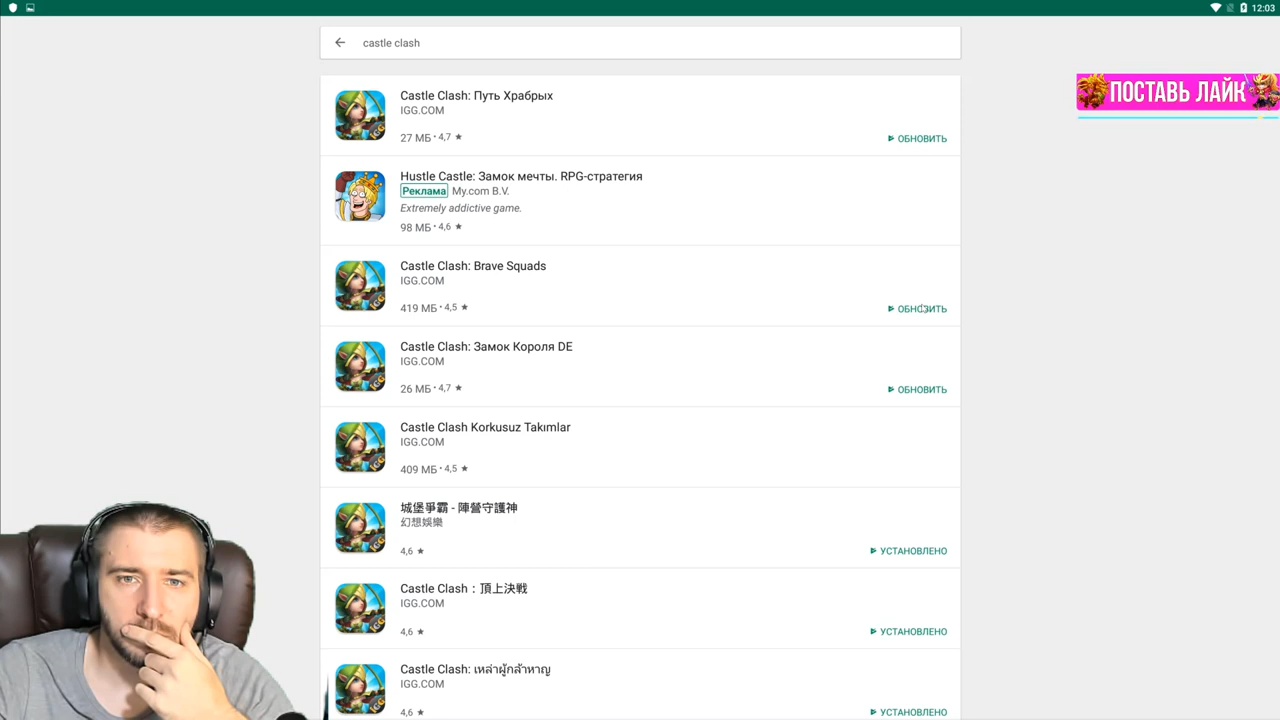 12:03
castle clash
Castle Clash: Путь Храбрых
IGG.COM
27 МБ · 4,7 ★
ОБНОВИТЬ
ПОСТАВЬ ЛАЙК
Hustle Castle: Замок мечты. RPG-стратегия
Реклама My.com B.V.
Extremely addictive game.
98 МБ · 4,6 ★
Castle Clash: Brave Squads
IGG.COM
419 МБ · 4,5 ★
ОБНОВИТЬ
Castle Clash: Замок Короля DE
IGG.COM
26 МБ · 4,7 ★
ОБНОВИТЬ
Castle Clash Korkusuz Takımlar
IGG.COM
409 МБ · 4,5 ★
城堡爭霸 - 陣營守護神
幻想娛樂
4,6 ★
УСТАНОВЛЕНО
Castle Clash：頂上決戦
IGG.COM
4,6 ★
УСТАНОВЛЕНО
Castle Clash: เหล่าผู้กล้าหาญ
IGG.COM
4,6 ★
УСТАНОВЛЕНО